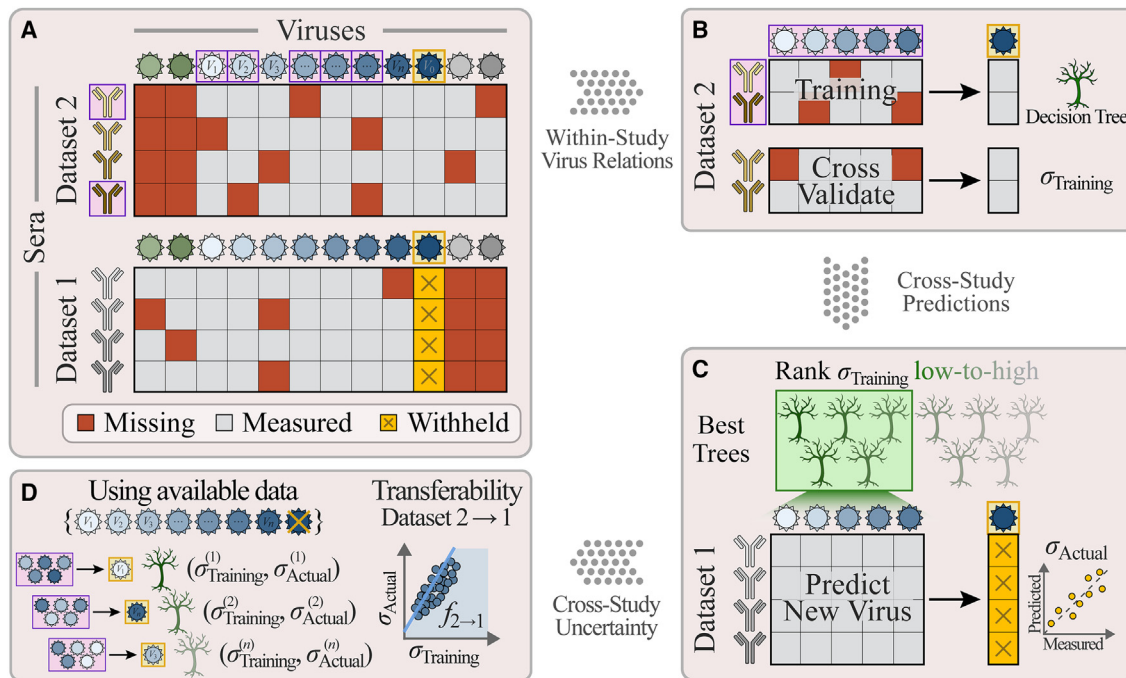 A
Viruses
V₁
V₂
V₃
...
...
...
Vₙ
V₀
Sera
Dataset 2
Dataset 1
Missing
Measured
Withheld
Within-Study
Virus Relations
B
Dataset 2
Training
Decision Tree
Cross
Validate
σTraining
Cross-Study
Predictions
C
Rank σTraining low-to-high
Best
Trees
Dataset 1
Predict
New Virus
σActual
Predicted
Measured
Cross-Study
Uncertainty
D
Using available data
{ V₁ V₂ V₃ ... ... ... Vₙ }
Transferability
Dataset 2 → 1
V₁
(σ⁽¹⁾Training, σ⁽¹⁾Actual)
(σ⁽²⁾Training, σ⁽²⁾Actual)
(σ⁽ⁿ⁾Training, σ⁽ⁿ⁾Actual)
σActual
f₂→₁
σTraining